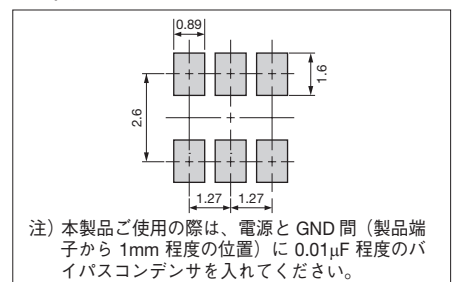 0.89
1.6
2.6
1.27
1.27
注）本製品ご使用の際は、電源と GND 間（製品端
子から 1mm 程度の位置）に 0.01μF 程度のバ
イパスコンデンサを入れてください。